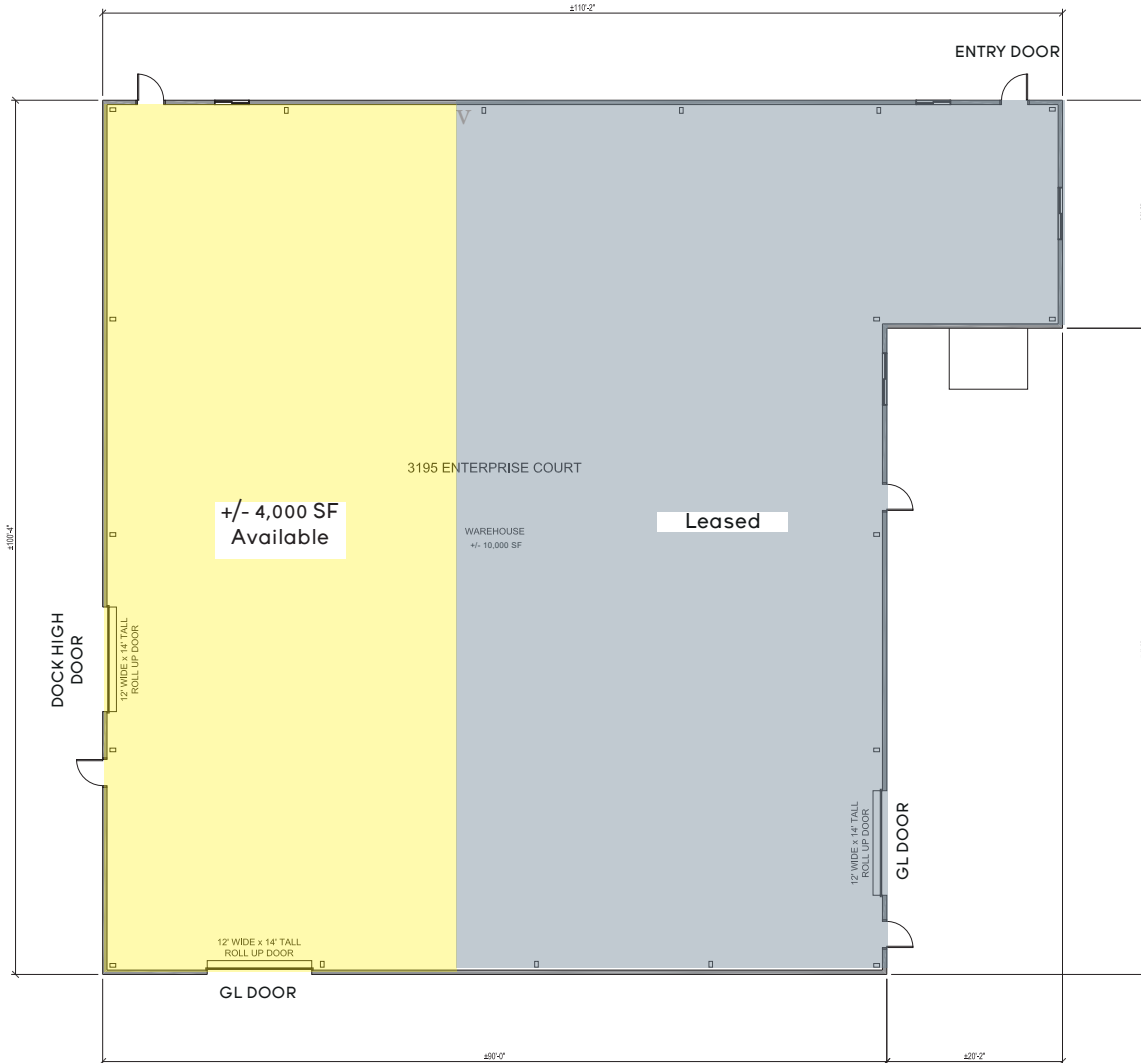 ±110'-2"
ENTRY DOOR
V
±100'-4"
3195 ENTERPRISE COURT
+/- 4,000 SF
Available
WAREHOUSE
+/- 10,000 SF
Leased
DOCK HIGH
DOOR
12' WIDE x 14' TALL
ROLL UP DOOR
12' WIDE x 14' TALL
ROLL UP DOOR
GL DOOR
12' WIDE x 14' TALL
ROLL UP DOOR
GL DOOR
±90'-0"
±20'-2"